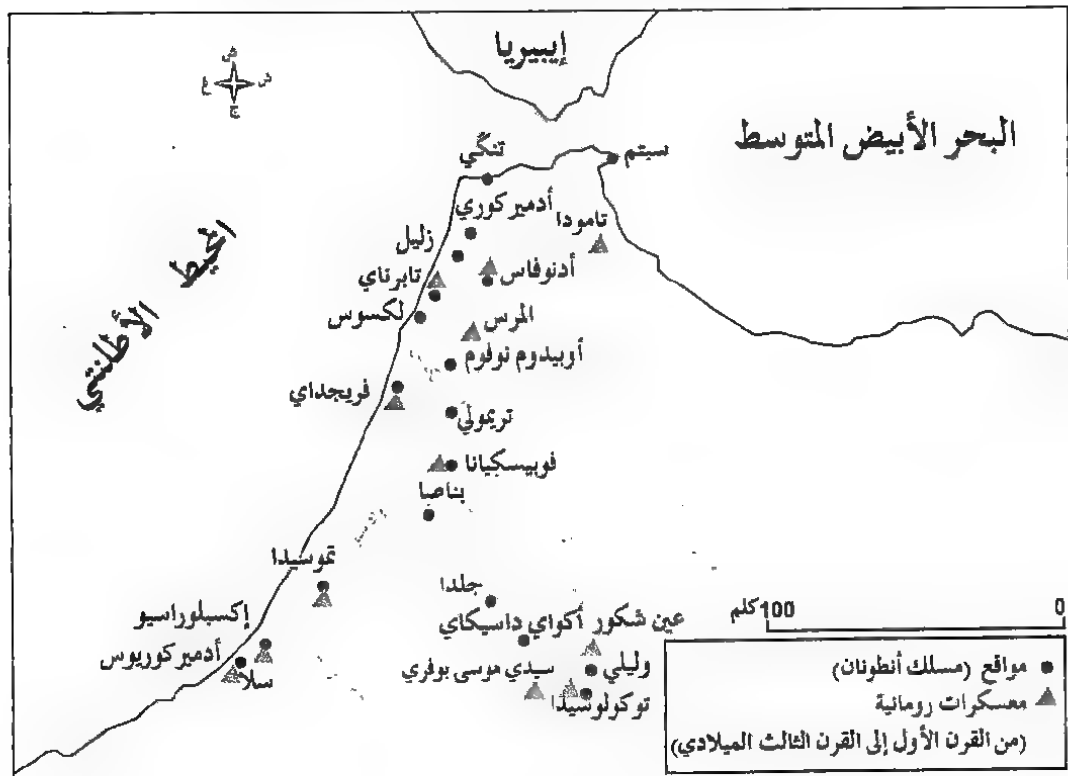 إيبيريا
ش
غ
ش
ج
البحر الأبيض المتوسط
المحيط الأطلنتي
سبتم
تنگي
أدميركوري
تامودا
زليل
أدنوفاس
تابرناي
لكسوس
المرس
أوبيدوم نوفوم
فريجداي
تريمولي
فوبيسكيانا
بناصا
تموسيدا
جلدا
عين شكور
أكواي داسيكاي
إكسبلوراسيو
أدميركوريوس
سلا
وليلي
سيدي موسى بوفري
توكولوسيدا
100كلم
0
مواقع (مسلك أنطونان)
معسكرات رومانية
(من القرن الأول إلى القرن الثالث الميلادي)